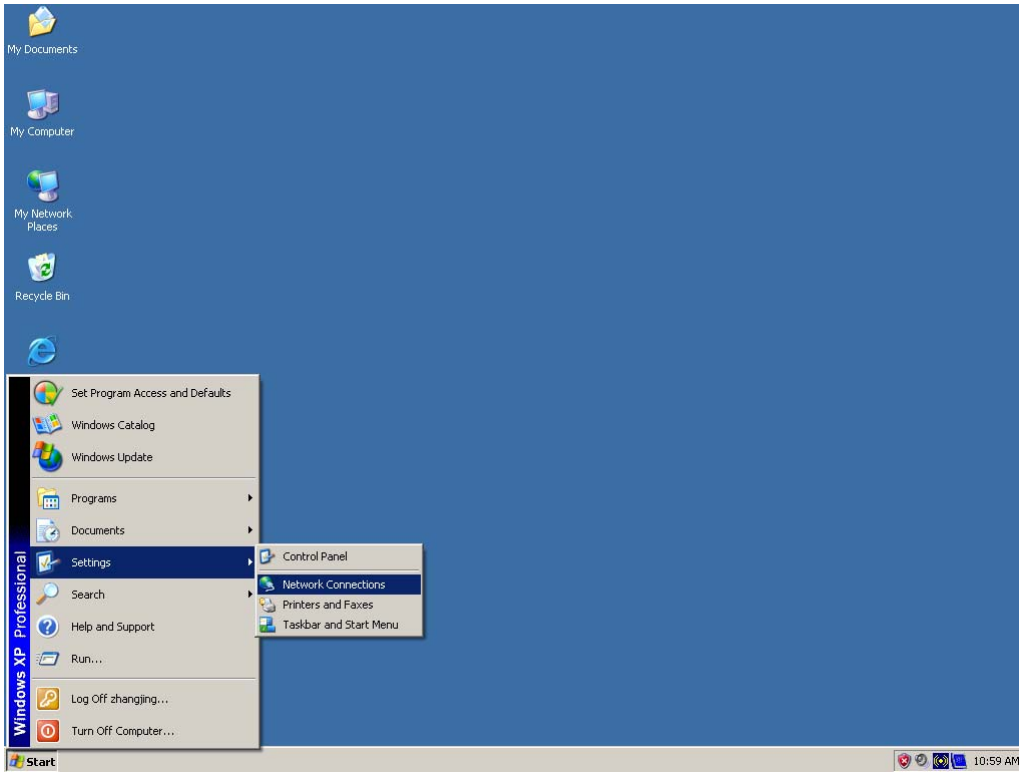 My Documents
My Computer
My Network
Places
Recycle Bin
Set Program Access and Defaults
Windows Catalog
Windows Update
Programs
Documents
Settings
Search
Help and Support
Run...
Log Off zhangjing...
Turn Off Computer...
Windows XP Professional
Control Panel
Network Connections
Printers and Faxes
Taskbar and Start Menu
Start
10:59 AM